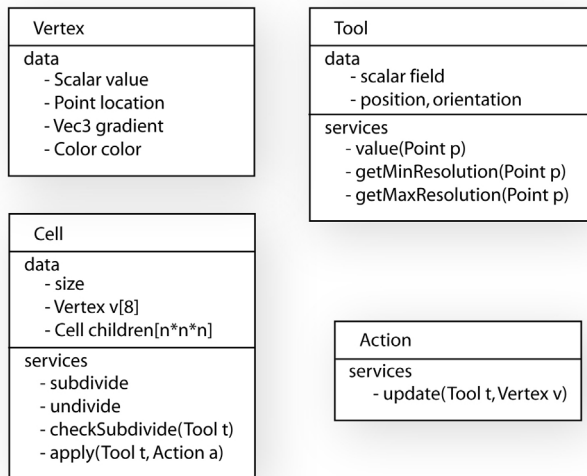 Vertex
data
- Scalar value
- Point location
- Vec3 gradient
- Color color
Tool
data
- scalar field
- position, orientation
services
- value(Point p)
- getMinResolution(Point p)
- getMaxResolution(Point p)
Cell
data
- size
- Vertex v[8]
- Cell children[n*n*n]
services
- subdivide
- undivide
- checkSubdivide(Tool t)
- apply(Tool t, Action a)
Action
services
- update(Tool t, Vertex v)